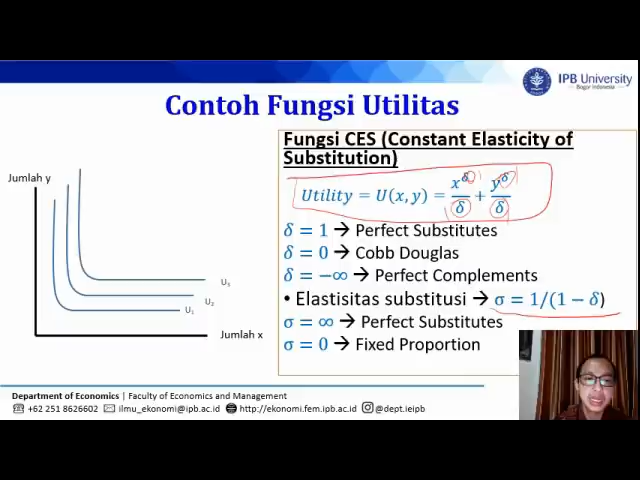 IPB University
Bogor Indonesia
Contoh Fungsi Utilitas
Jumlah y
U₃
U₂
U₁
Jumlah x
Fungsi CES (Constant Elasticity of
Substitution)
Utility = U(x, y) = x^δ/δ + y^δ/δ
δ = 1 → Perfect Substitutes
δ = 0 → Cobb Douglas
δ = −∞ → Perfect Complements
• Elastisitas substitusi → σ = 1/(1 − δ)
σ = ∞ → Perfect Substitutes
σ = 0 → Fixed Proportion
Department of Economics | Faculty of Economics and Management
+62 251 8626602 ilmu_ekonomi@ipb.ac.id http://ekonomi.fem.ipb.ac.id @dept.ieipb